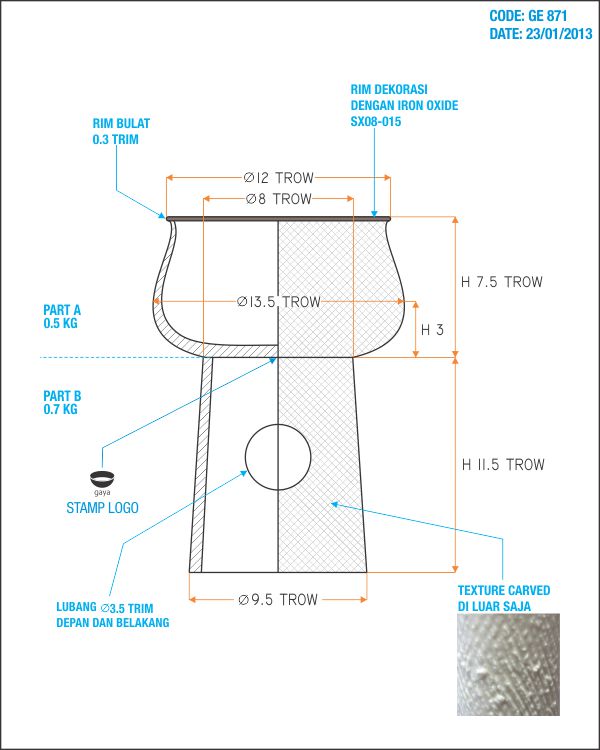 CODE: GE 871
DATE: 23/01/2013
RIM DEKORASI
DENGAN IRON OXIDE
SX08-015
RIM BULAT
0.3 TRIM
Ø12 TROW
Ø8 TROW
H 7.5 TROW
Ø13.5 TROW
PART A
0.5 KG
H 3
PART B
0.7 KG
H 11.5 TROW
gaya
STAMP LOGO
Ø9.5 TROW
LUBANG Ø3.5 TRIM
DEPAN DAN BELAKANG
TEXTURE CARVED
DI LUAR SAJA